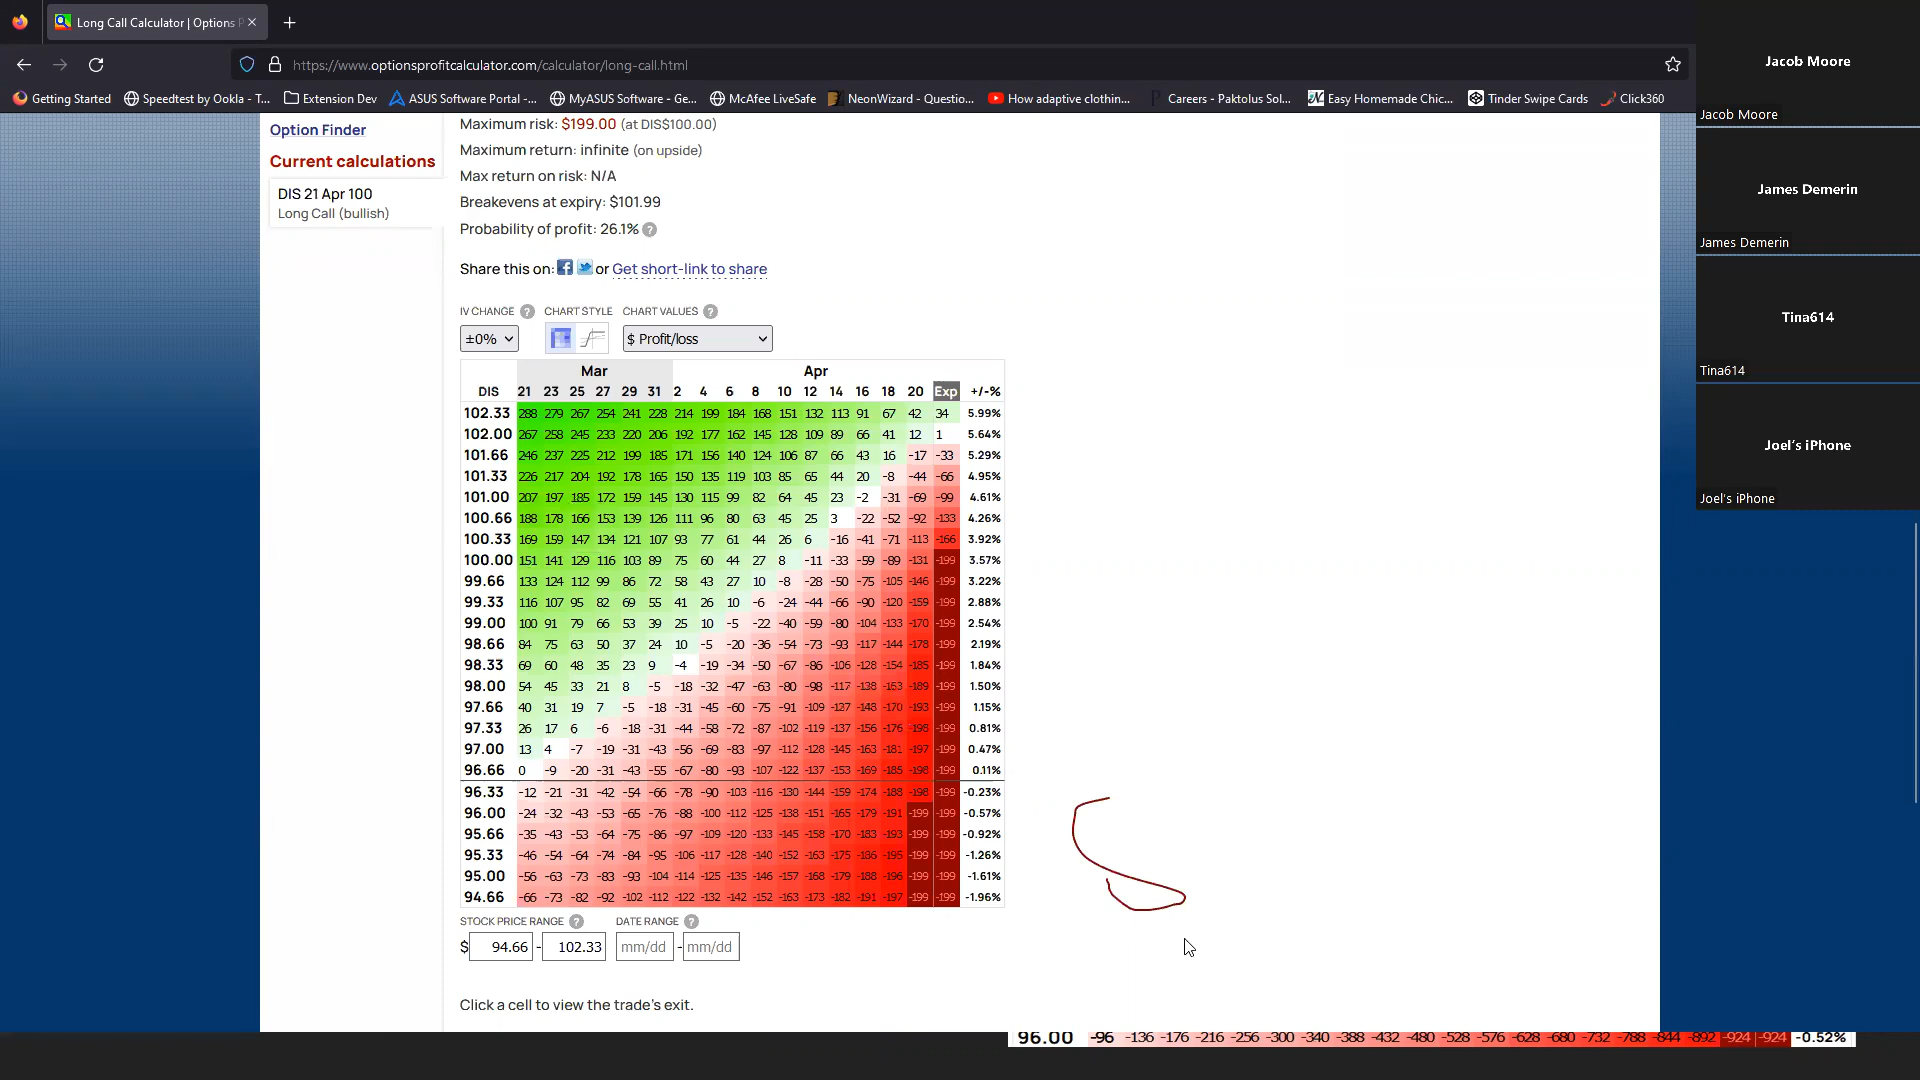 Long Call Calculator | Options P
https://www.optionsprofitcalculator.com/calculator/long-call.html
Getting Started Speedtest by Ookla - T... Extension Dev ASUS Software Portal -... MyASUS Software - Ge... McAfee LiveSafe NeonWizard - Questio... How adaptive clothin... Careers - Paktolus Sol... Easy Homemade Chic... Tinder Swipe Cards Click360
Option Finder
Current calculations
DIS 21 Apr 100
Long Call (bullish)
Maximum risk: $199.00 (at DIS$100.00)
Maximum return: infinite (on upside)
Max return on risk: N/A
Breakevens at expiry: $101.99
Probability of profit: 26.1% ?
Share this on: or Get short-link to share
IV CHANGE ? CHART STYLE CHART VALUES ?
±0% $ Profit/loss
Mar Apr
DIS 21 23 25 27 29 31 2 4 6 8 10 12 14 16 18 20 Exp +/-%
102.33 288 279 267 254 241 228 214 199 184 168 151 132 113 91 67 42 34 5.99%
102.00 267 258 245 233 220 206 192 177 162 145 128 109 89 66 41 12 1 5.64%
101.66 246 237 225 212 199 185 171 156 140 124 106 87 66 43 16 -17 -33 5.29%
101.33 226 217 204 192 178 165 150 135 119 103 85 65 44 20 -8 -44 -66 4.95%
101.00 207 197 185 172 159 145 130 115 99 82 64 45 23 -2 -31 -69 -99 4.61%
100.66 188 178 166 153 139 126 111 96 80 63 45 25 3 -22 -52 -92 -133 4.26%
100.33 169 159 147 134 121 107 93 77 61 44 26 6 -16 -41 -71 -113 -166 3.92%
100.00 151 141 129 116 103 89 75 60 44 27 8 -11 -33 -59 -89 -131 -199 3.57%
99.66 133 124 112 99 86 72 58 43 27 10 -8 -28 -50 -75 -105 -146 -199 3.22%
99.33 116 107 95 82 69 55 41 26 10 -6 -24 -44 -66 -90 -120 -159 -199 2.88%
99.00 100 91 79 66 53 39 25 10 -5 -22 -40 -59 -80 -104 -133 -170 -199 2.54%
98.66 84 75 63 50 37 24 10 -5 -20 -36 -54 -73 -93 -117 -144 -178 -199 2.19%
98.33 69 60 48 35 23 9 -4 -19 -34 -50 -67 -86 -106 -128 -154 -185 -199 1.84%
98.00 54 45 33 21 8 -5 -18 -32 -47 -63 -80 -98 -117 -138 -153 -189 -199 1.50%
97.66 40 31 19 7 -5 -18 -31 -45 -60 -75 -91 -109 -127 -148 -170 -193 -199 1.15%
97.33 26 17 6 -6 -18 -31 -44 -58 -72 -87 -102 -119 -137 -156 -176 -198 -199 0.81%
97.00 13 4 -7 -19 -31 -43 -56 -69 -83 -97 -112 -128 -145 -163 -181 -197 -199 0.47%
96.66 0 -9 -20 -31 -43 -55 -67 -80 -93 -107 -122 -137 -153 -169 -185 -198 -199 0.11%
96.33 -12 -21 -31 -42 -54 -66 -78 -90 -103 -116 -130 -144 -159 -174 -188 -198 -199 -0.23%
96.00 -24 -32 -43 -53 -65 -76 -88 -100 -112 -125 -138 -151 -165 -179 -191 -199 -199 -0.57%
95.66 -35 -43 -53 -64 -75 -86 -97 -109 -120 -133 -145 -158 -170 -183 -193 -199 -199 -0.92%
95.33 -46 -54 -64 -74 -84 -95 -106 -117 -128 -140 -152 -163 -175 -186 -195 -199 -199 -1.26%
95.00 -56 -63 -73 -83 -93 -104 -114 -125 -135 -146 -157 -168 -179 -188 -196 -199 -199 -1.61%
94.66 -66 -73 -82 -92 -102 -112 -122 -132 -142 -152 -163 -173 -182 -191 -197 -199 -199 -1.96%
STOCK PRICE RANGE ? DATE RANGE ?
$ 94.66 - 102.33 mm/dd - mm/dd
Click a cell to view the trade's exit.
96.00 -96 -136 -176 -216 -256 -300 -340 -388 -432 -480 -528 -576 -628 -680 -732 -788 -844 -892 -924 -924 -0.52%
Jacob Moore
Jacob Moore
James Demerin
James Demerin
Tina614
Tina614
Joel's iPhone
Joel's iPhone